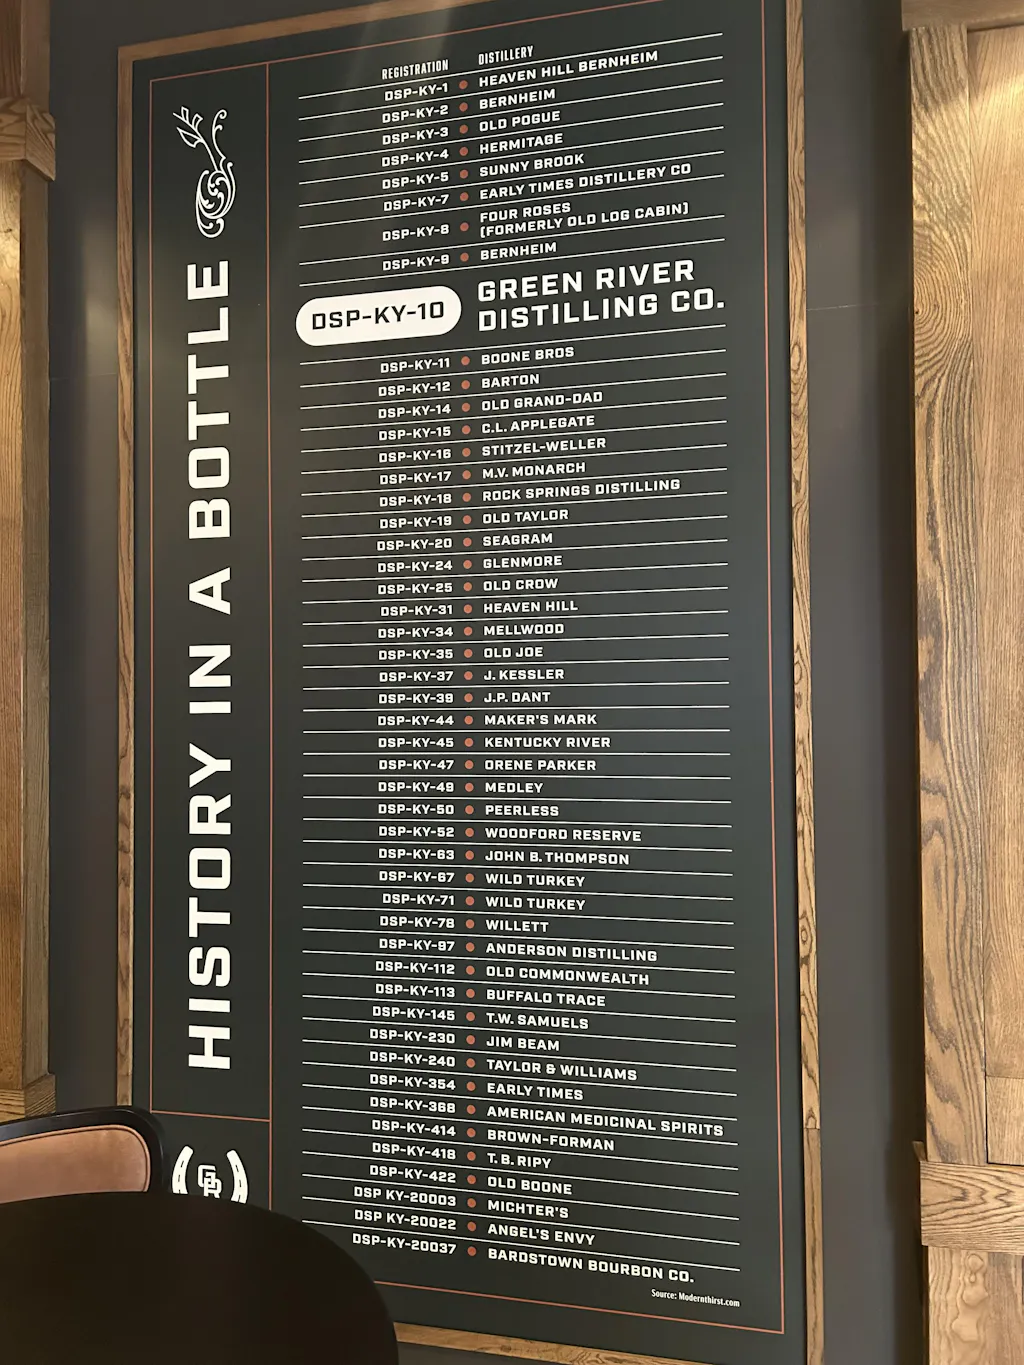 HISTORY IN A BOTTLE
GR
REGISTRATION DISTILLERY
DSP-KY-1 HEAVEN HILL BERNHEIM
DSP-KY-2 BERNHEIM
DSP-KY-3 OLD POGUE
DSP-KY-4 HERMITAGE
DSP-KY-5 SUNNY BROOK
DSP-KY-7 EARLY TIMES DISTILLERY CO
DSP-KY-8 FOUR ROSES
(FORMERLY OLD LOG CABIN)
DSP-KY-9 BERNHEIM
DSP-KY-10 GREEN RIVER
DISTILLING CO.
DSP-KY-11 BOONE BROS
DSP-KY-12 BARTON
DSP-KY-14 OLD GRAND-DAD
DSP-KY-15 C.L. APPLEGATE
DSP-KY-16 STITZEL-WELLER
DSP-KY-17 M.V. MONARCH
DSP-KY-18 ROCK SPRINGS DISTILLING
DSP-KY-19 OLD TAYLOR
DSP-KY-20 SEAGRAM
DSP-KY-24 GLENMORE
DSP-KY-25 OLD CROW
DSP-KY-31 HEAVEN HILL
DSP-KY-34 MELLWOOD
DSP-KY-35 OLD JOE
DSP-KY-37 J. KESSLER
DSP-KY-39 J.P. DANT
DSP-KY-44 MAKER'S MARK
DSP-KY-45 KENTUCKY RIVER
DSP-KY-47 ORENE PARKER
DSP-KY-49 MEDLEY
DSP-KY-50 PEERLESS
DSP-KY-52 WOODFORD RESERVE
DSP-KY-63 JOHN B. THOMPSON
DSP-KY-67 WILD TURKEY
DSP-KY-71 WILD TURKEY
DSP-KY-78 WILLETT
DSP-KY-97 ANDERSON DISTILLING
DSP-KY-112 OLD COMMONWEALTH
DSP-KY-113 BUFFALO TRACE
DSP-KY-145 T.W. SAMUELS
DSP-KY-230 JIM BEAM
DSP-KY-240 TAYLOR & WILLIAMS
DSP-KY-354 EARLY TIMES
DSP-KY-368 AMERICAN MEDICINAL SPIRITS
DSP-KY-414 BROWN-FORMAN
DSP-KY-418 T. B. RIPY
DSP-KY-422 OLD BOONE
DSP KY-20003 MICHTER'S
DSP KY-20022 ANGEL'S ENVY
DSP-KY-20037 BARDSTOWN BOURBON CO.
Source: Modernthirst.com